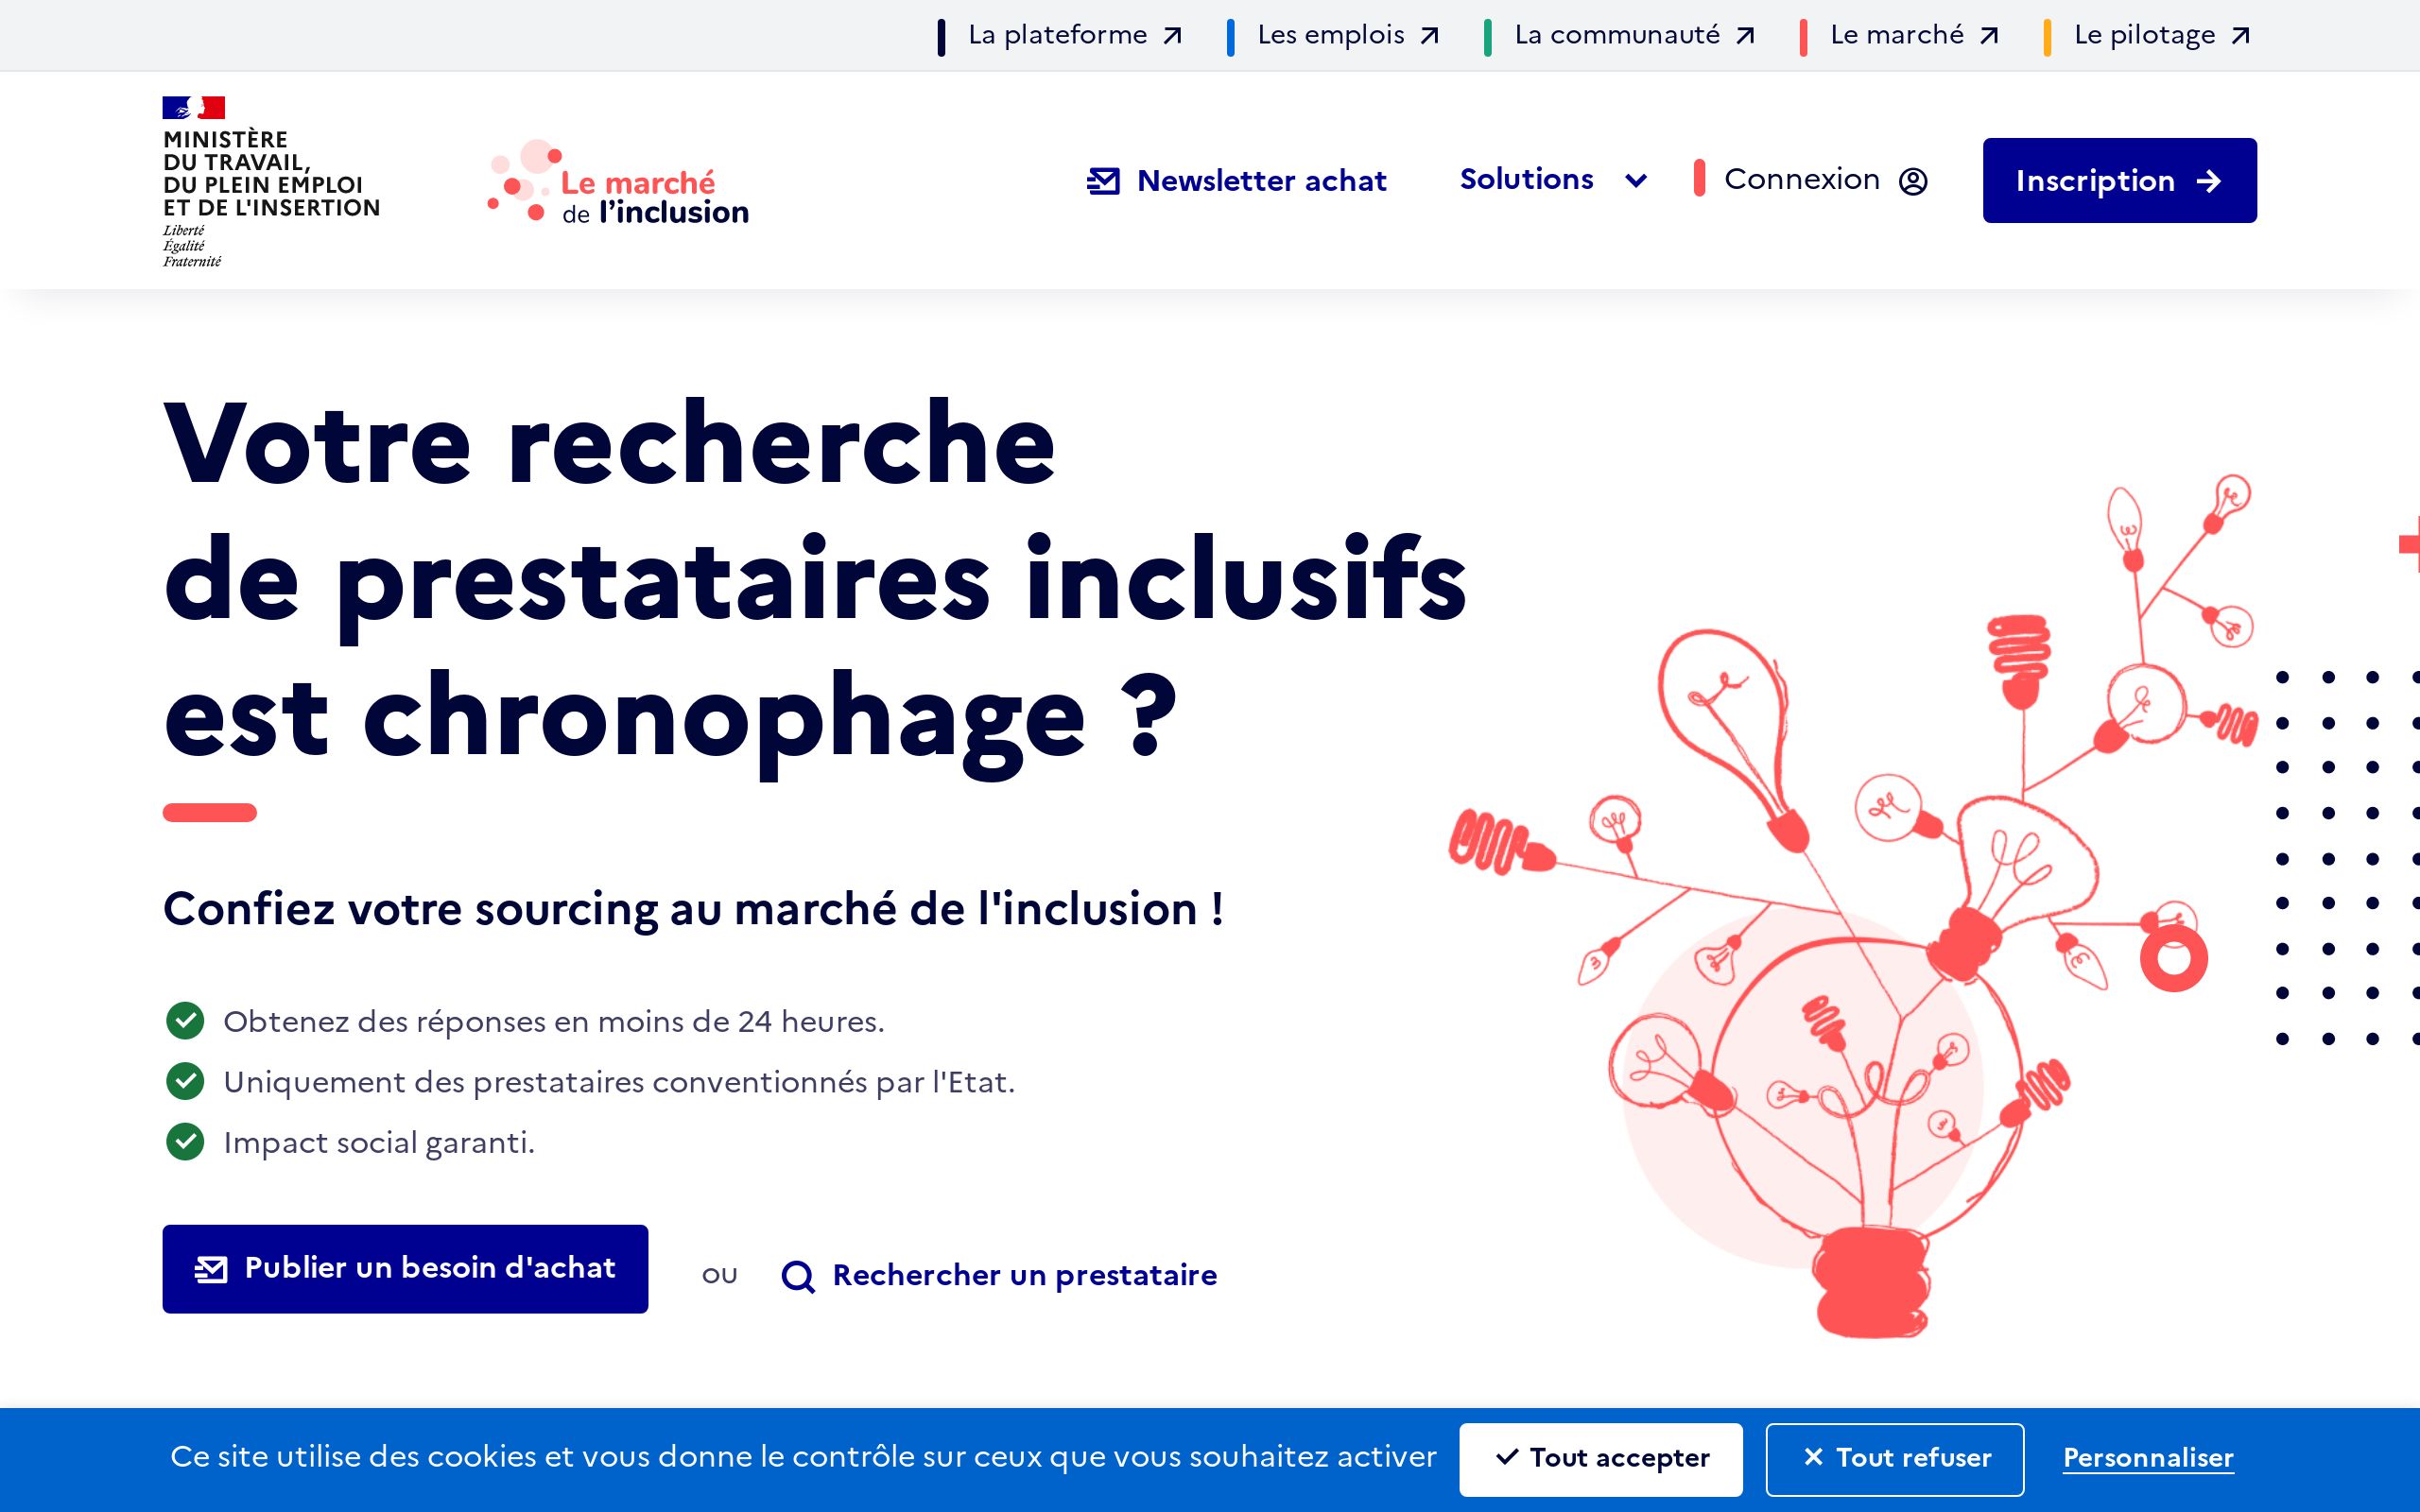 La plateforme
Les emplois
La communauté
Le marché
Le pilotage
MINISTÈRE
DU TRAVAIL,
DU PLEIN EMPLOI
ET DE L'INSERTION
Liberté
Égalité
Fraternité
Le marché
de l’inclusion
Newsletter achat
Solutions
Connexion
Inscription
Votre recherche
de prestataires inclusifs
est chronophage ?
Confiez votre sourcing au marché de l'inclusion !
Obtenez des réponses en moins de 24 heures.
Uniquement des prestataires conventionnés par l'Etat.
Impact social garanti.
Publier un besoin d'achat
ou
Rechercher un prestataire
Ce site utilise des cookies et vous donne le contrôle sur ceux que vous souhaitez activer
Tout accepter
Tout refuser
Personnaliser